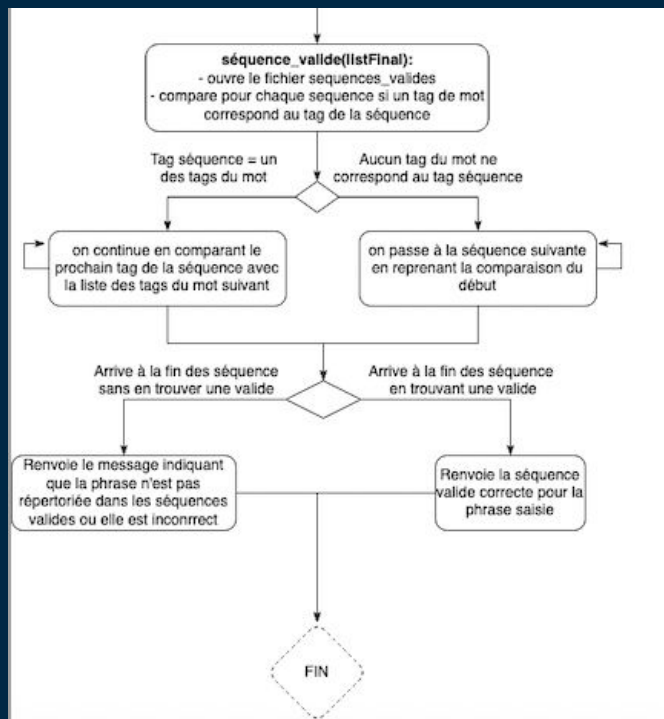 séquence_valide(listFinal):
- ouvre le fichier sequences_valides
- compare pour chaque sequence si un tag de mot
correspond au tag de la séquence
Tag séquence = un
des tags du mot
Aucun tag du mot ne
correspond au tag séquence
on continue en comparant le
prochain tag de la séquence avec
la liste des tags du mot suivant
on passe à la séquence suivante
en reprenant la comparaison du
début
Arrive à la fin des séquence
sans en trouver une valide
Arrive à la fin des séquence
en trouvant une valide
Renvoie le message indiquant
que la phrase n'est pas
répertoriée dans les séquences
valides ou elle est inconrrect
Renvoie la séquence
valide correcte pour la
phrase saisie
FIN